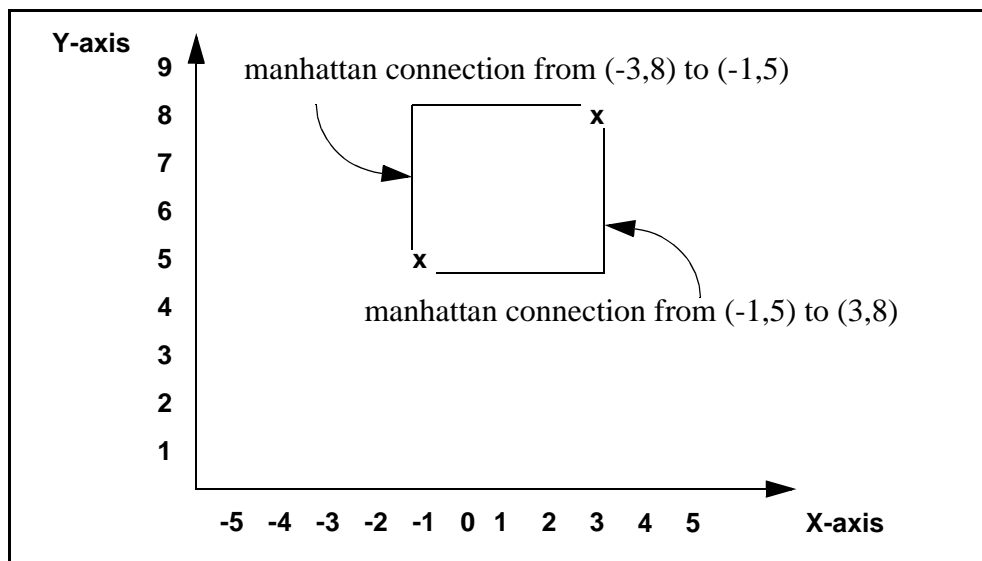 Y-axis
9
manhattan connection from (-3,8) to (-1,5)
8
x
7
6
5
x
4
manhattan connection from (-1,5) to (3,8)
3
2
1
-5 -4 -3 -2 -1 0 1 2 3 4 5 X-axis